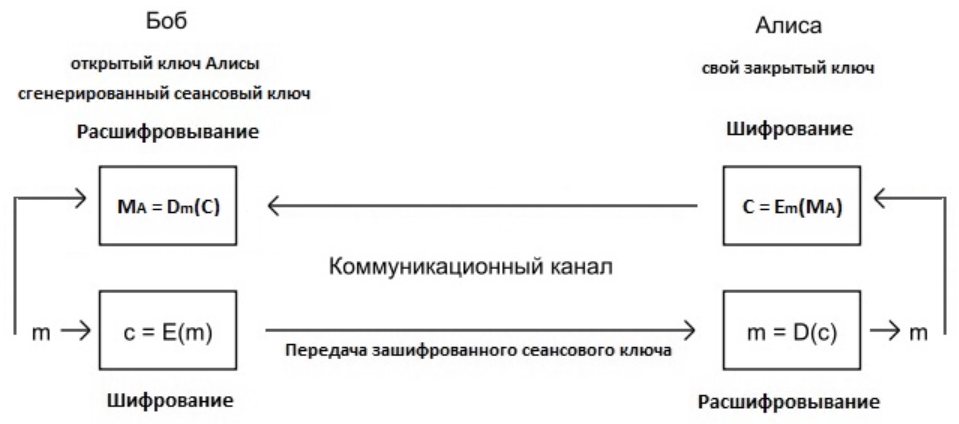 Боб
Алиса
открытый ключ Алисы
сгенерированный сеансовый ключ
свой закрытый ключ
Расшифровывание
Шифрование
MA = Dm(C)
C = Em(MA)
Коммуникационный канал
m
c = E(m)
Передача зашифрованного сеансового ключа
m = D(c)
m
Шифрование
Расшифровывание